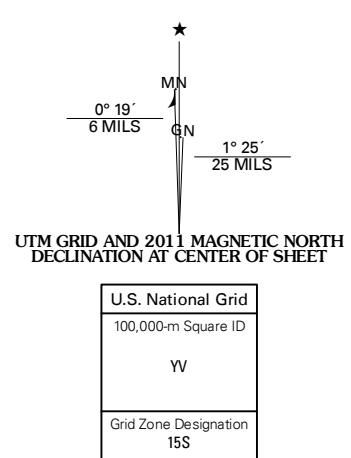 ★
MN
0° 19´
6 MILS
GN
1° 25´
25 MILS
UTM GRID AND 2011 MAGNETIC NORTH
DECLINATION AT CENTER OF SHEET
U.S. National Grid
100,000-m Square ID
YV
Grid Zone Designation
15S